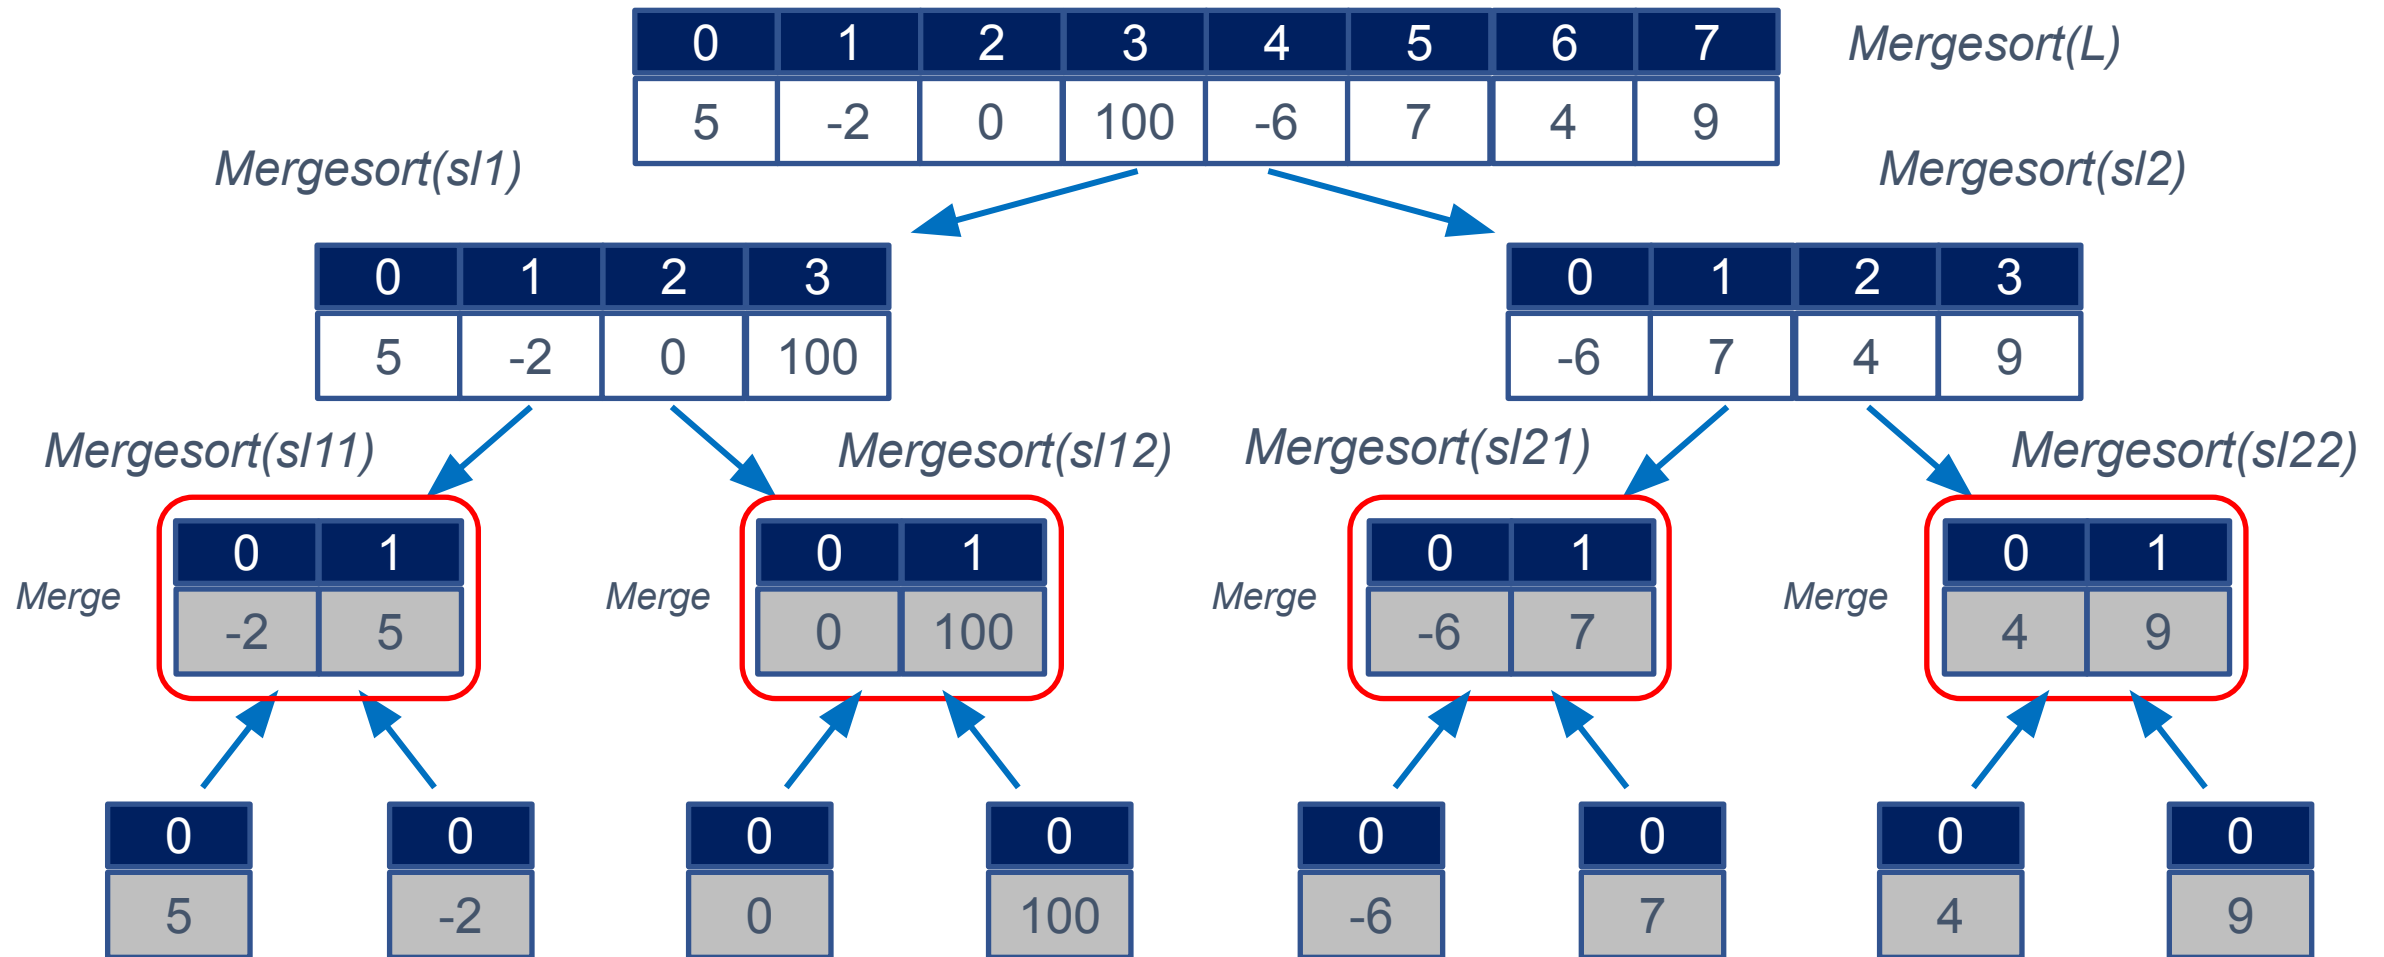 0 1 2 3 4 5 6 7 Mergesort(L)
5 -2 0 100 -6 7 4 9
Mergesort(sl1) Mergesort(sl2)
0 1 2 3 0 1 2 3
5 -2 0 100 -6 7 4 9
Mergesort(sl11) Mergesort(sl12) Mergesort(sl21) Mergesort(sl22)
0 1 0 1 0 1 0 1
Merge Merge Merge Merge
-2 5 0 100 -6 7 4 9
0 0 0 0 0 0 0 0
5 -2 0 100 -6 7 4 9